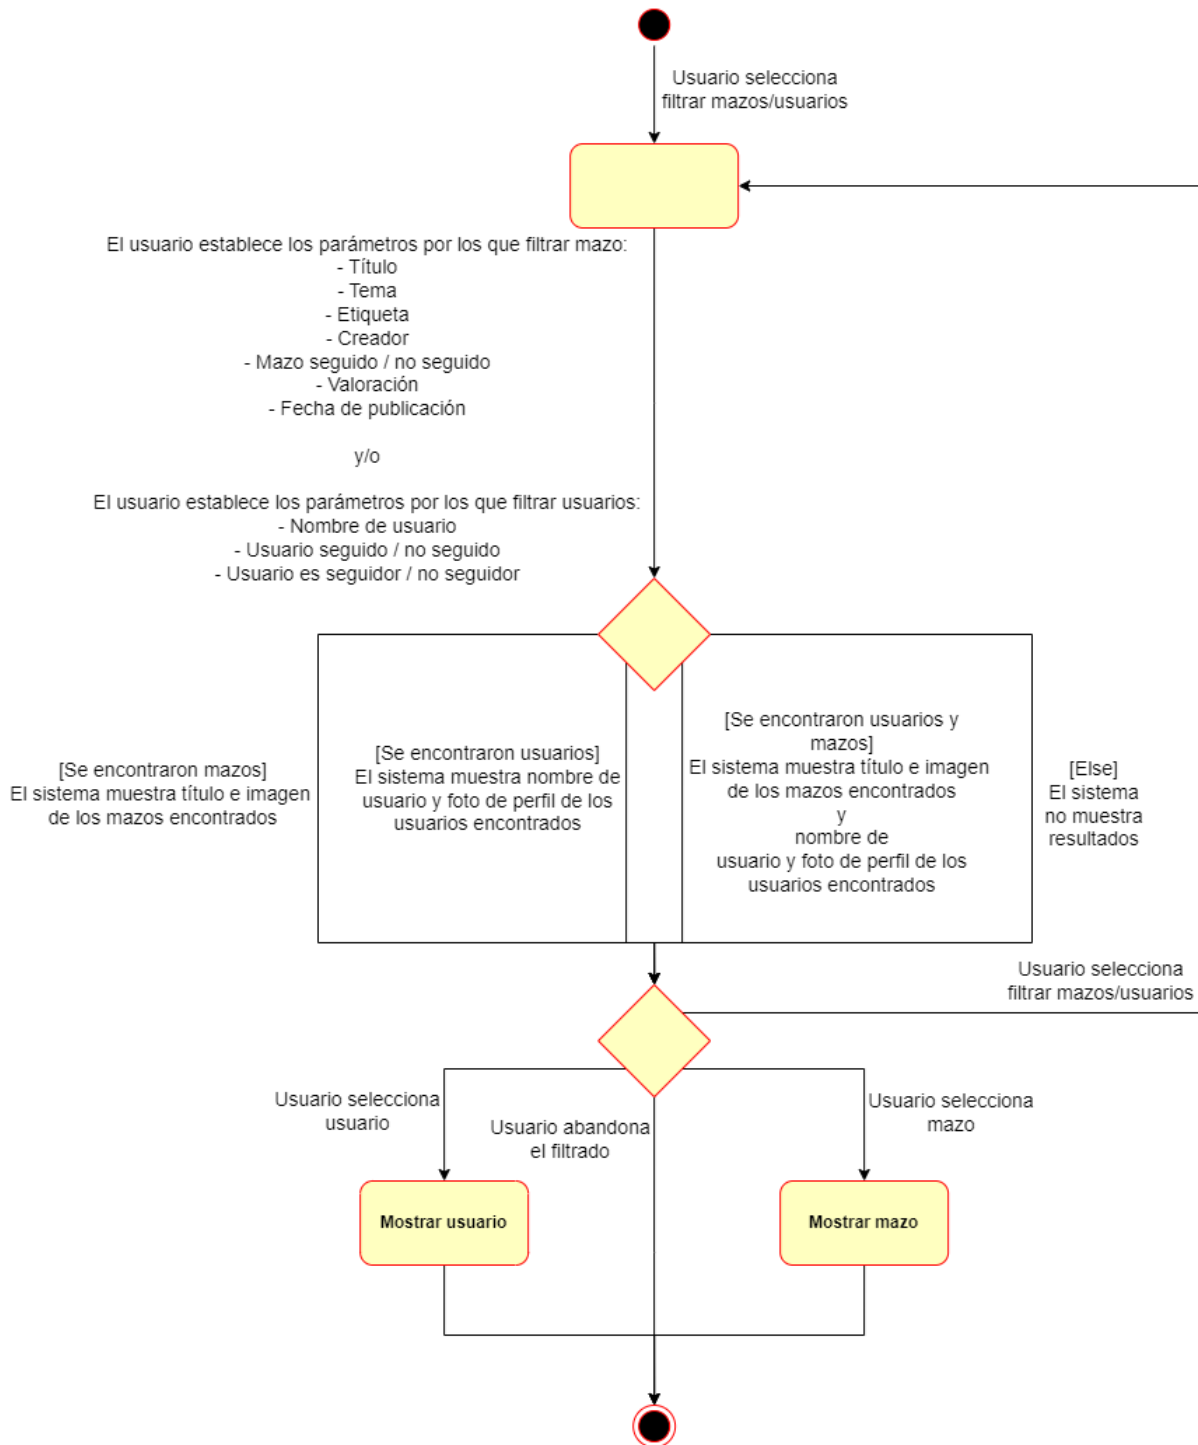 Usuario selecciona
filtrar mazos/usuarios
El usuario establece los parámetros por los que filtrar mazo:
- Título
- Tema
- Etiqueta
- Creador
- Mazo seguido / no seguido
- Valoración
- Fecha de publicación
y/o
El usuario establece los parámetros por los que filtrar usuarios:
- Nombre de usuario
- Usuario seguido / no seguido
- Usuario es seguidor / no seguidor
[Se encontraron mazos]
El sistema muestra título e imagen
de los mazos encontrados
[Se encontraron usuarios]
El sistema muestra nombre de
usuario y foto de perfil de los
usuarios encontrados
[Se encontraron usuarios y
mazos]
El sistema muestra título e imagen
de los mazos encontrados
y
nombre de
usuario y foto de perfil de los
usuarios encontrados
[Else]
El sistema
no muestra
resultados
Usuario selecciona
filtrar mazos/usuarios
Usuario selecciona
usuario
Usuario abandona
el filtrado
Usuario selecciona
mazo
Mostrar usuario
Mostrar mazo